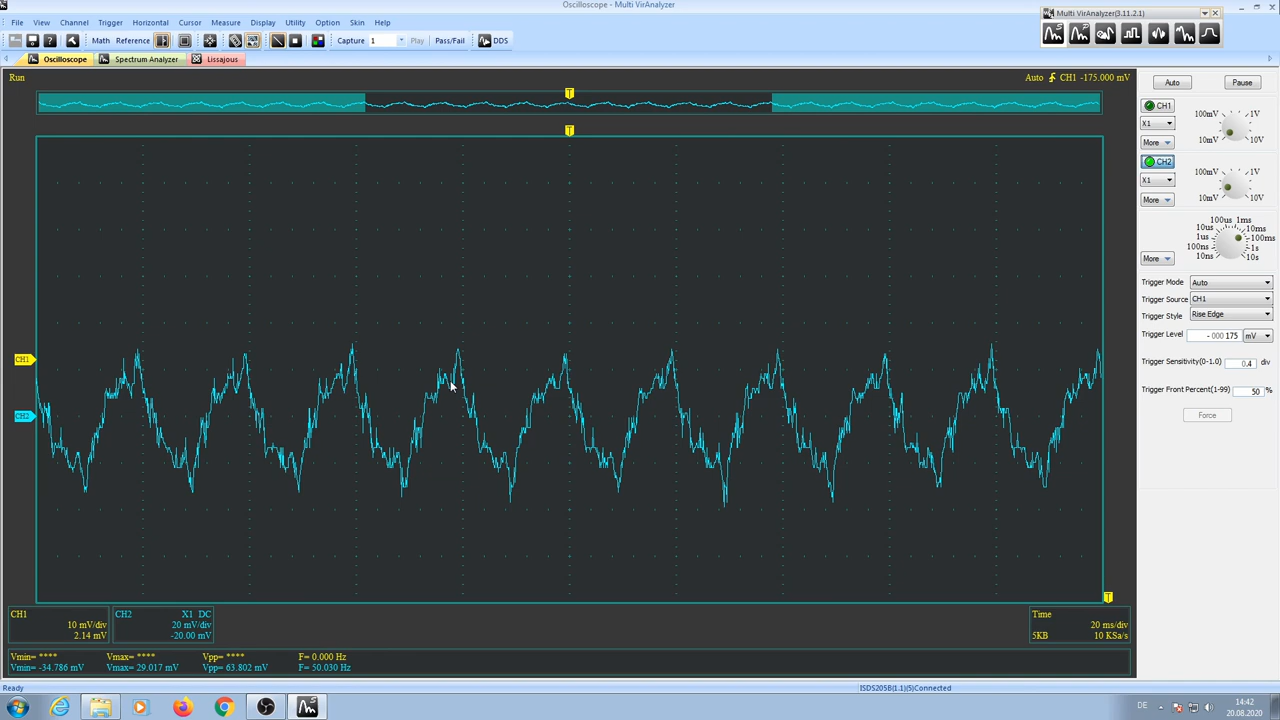 Oscilloscope - Multi VirAnalyzer
Multi VirAnalyzer(3.11.2.1)
File View Channel Trigger Horizontal Cursor Measure Display Utility Option Skin Help
Math Reference Capture 1 Play Pass/Fail DDS
Oscilloscope Spectrum Analyzer Lissajous
Run
Auto CH1 -175.000 mV
T
T
CH1
CH2
T
Auto Pause
CH1
X1
More
100mV 1V
10mV 10V
CH2
X1
More
100mV 1V
10mV 10V
100us 1ms
10us 10ms
1us 100ms
100ns 1s
10ns 10s
More
Trigger Mode Auto
Trigger Source CH1
Trigger Style Rise Edge
Trigger Level - 000 175 mV
Trigger Sensitivity(0-1.0) 0.4 div
Trigger Front Percent(1-99) 50 %
Force
CH1
10 mV/div
2.14 mV
CH2 X1 DC
20 mV/div
-20.00 mV
Time
20 ms/div
5KB 10 KSa/s
Vmin= **** Vmax= **** Vpp= **** F= 0.000 Hz
Vmin= -34.786 mV Vmax= 29.017 mV Vpp= 63.802 mV F= 50.030 Hz
Ready
ISDS205B(1.1)(5)Connected
DE
14:42
20.08.2020